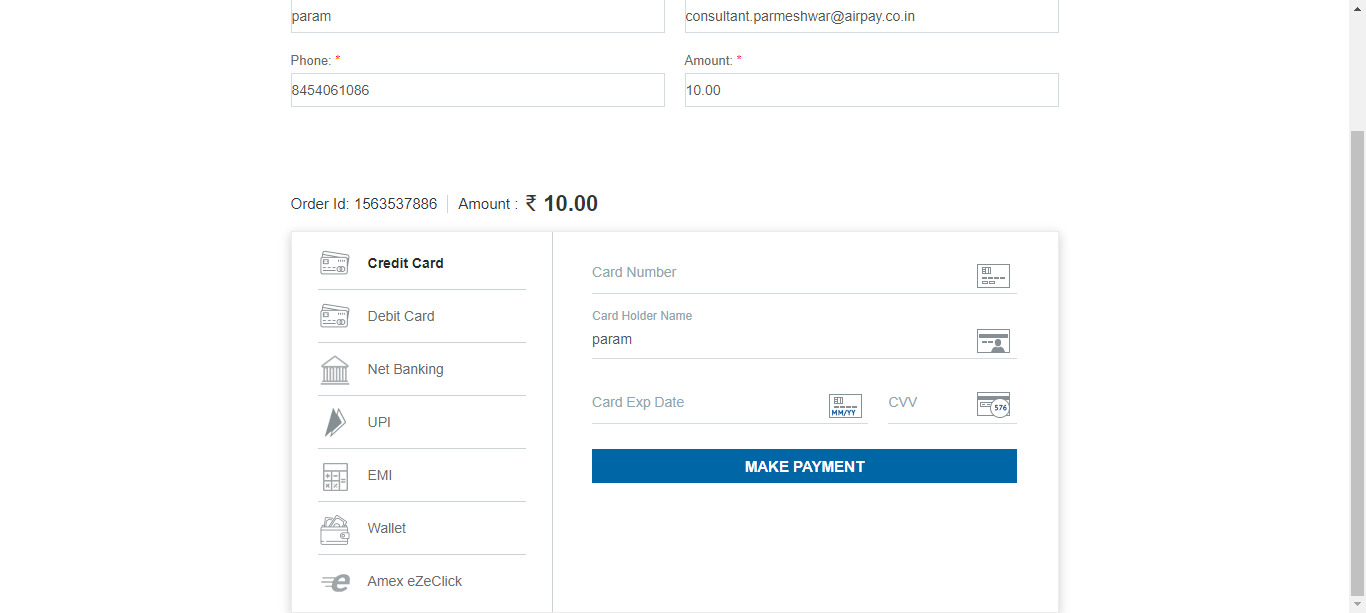 param
consultant.parmeshwar@airpay.co.in
Phone: *
Amount: *
8454061086
10.00
Order Id: 1563537886
Amount : ₹ 10.00
Credit Card
Debit Card
Net Banking
UPI
EMI
Wallet
Amex eZeClick
Card Number
Card Holder Name
param
Card Exp Date
MM/YY
CVV
576
MAKE PAYMENT